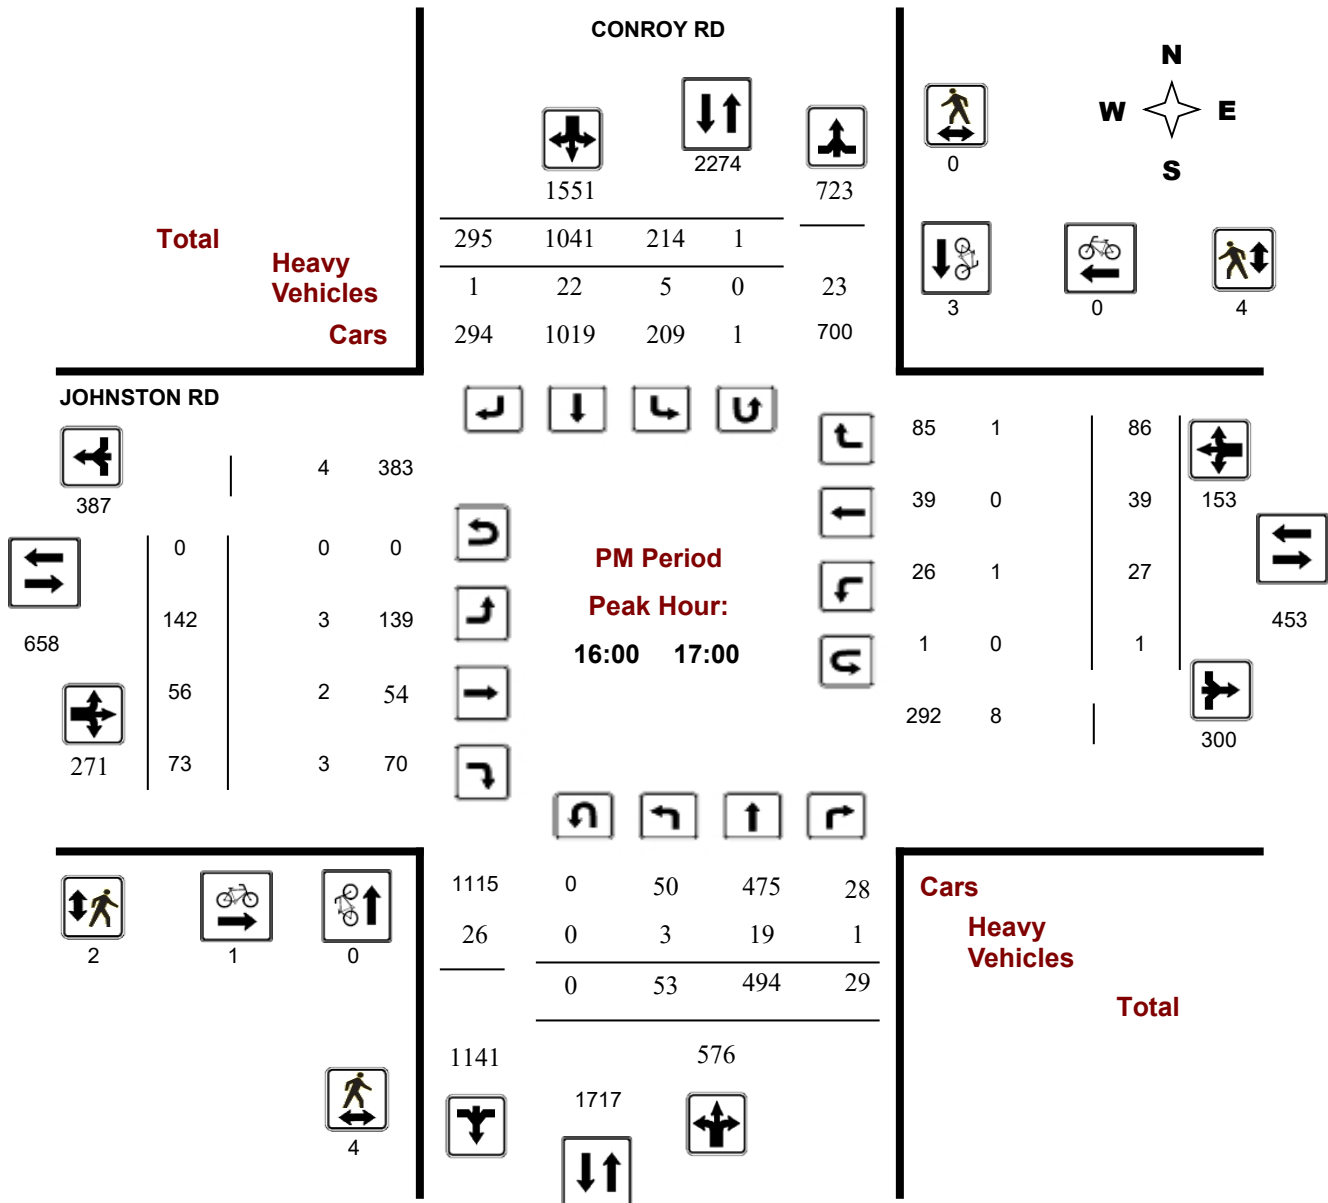 CONROY RD
N
W E
S
0
2274
1551 723
Total 295 1041 214 1
Heavy
Vehicles 1 22 5 0 23
3 0 4
Cars 294 1019 209 1 700
JOHNSTON RD
85 1 86
4 383
387
39 0 39 153
0 0 0
PM Period
26 1 27
Peak Hour:
142 3 139
453
658
16:00 17:00
1 0 1
56 2 54
292 8
300
271 73 3 70
1115 0 50 475 28
Cars
26 0 3 19 1
Heavy
Vehicles
2 1 0
0 53 494 29
Total
1141 576
1717
4